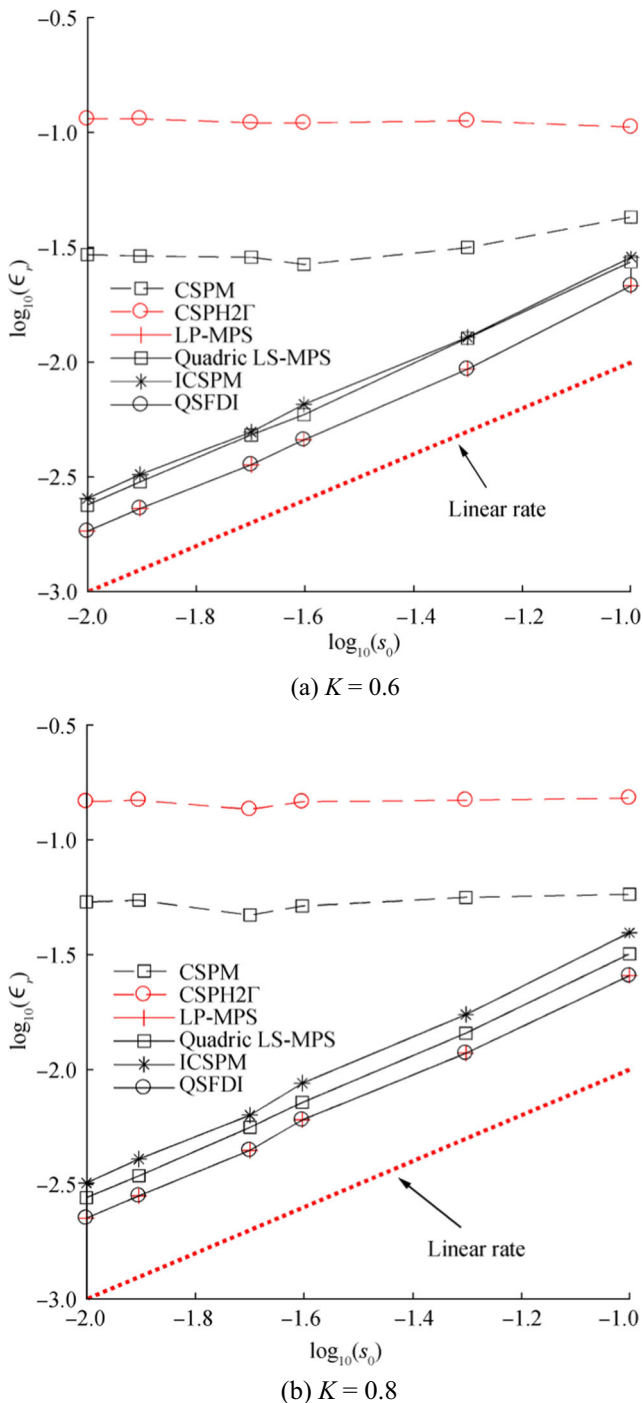 −0.5
−1.0
−1.5
−2.0
−2.5
−3.0
log₁₀(ϵᵣ)
CSPM
CSPH2Γ
LP-MPS
Quadric LS-MPS
ICSPM
QSFDI
Linear rate
−2.0 −1.8 −1.6 −1.4 −1.2 −1.0
log₁₀(s₀)
(a) K = 0.6
−0.5
−1.0
−1.5
−2.0
−2.5
−3.0
log₁₀(ϵᵣ)
CSPM
CSPH2Γ
LP-MPS
Quadric LS-MPS
ICSPM
QSFDI
Linear rate
−2.0 −1.8 −1.6 −1.4 −1.2 −1.0
log₁₀(s₀)
(b) K = 0.8